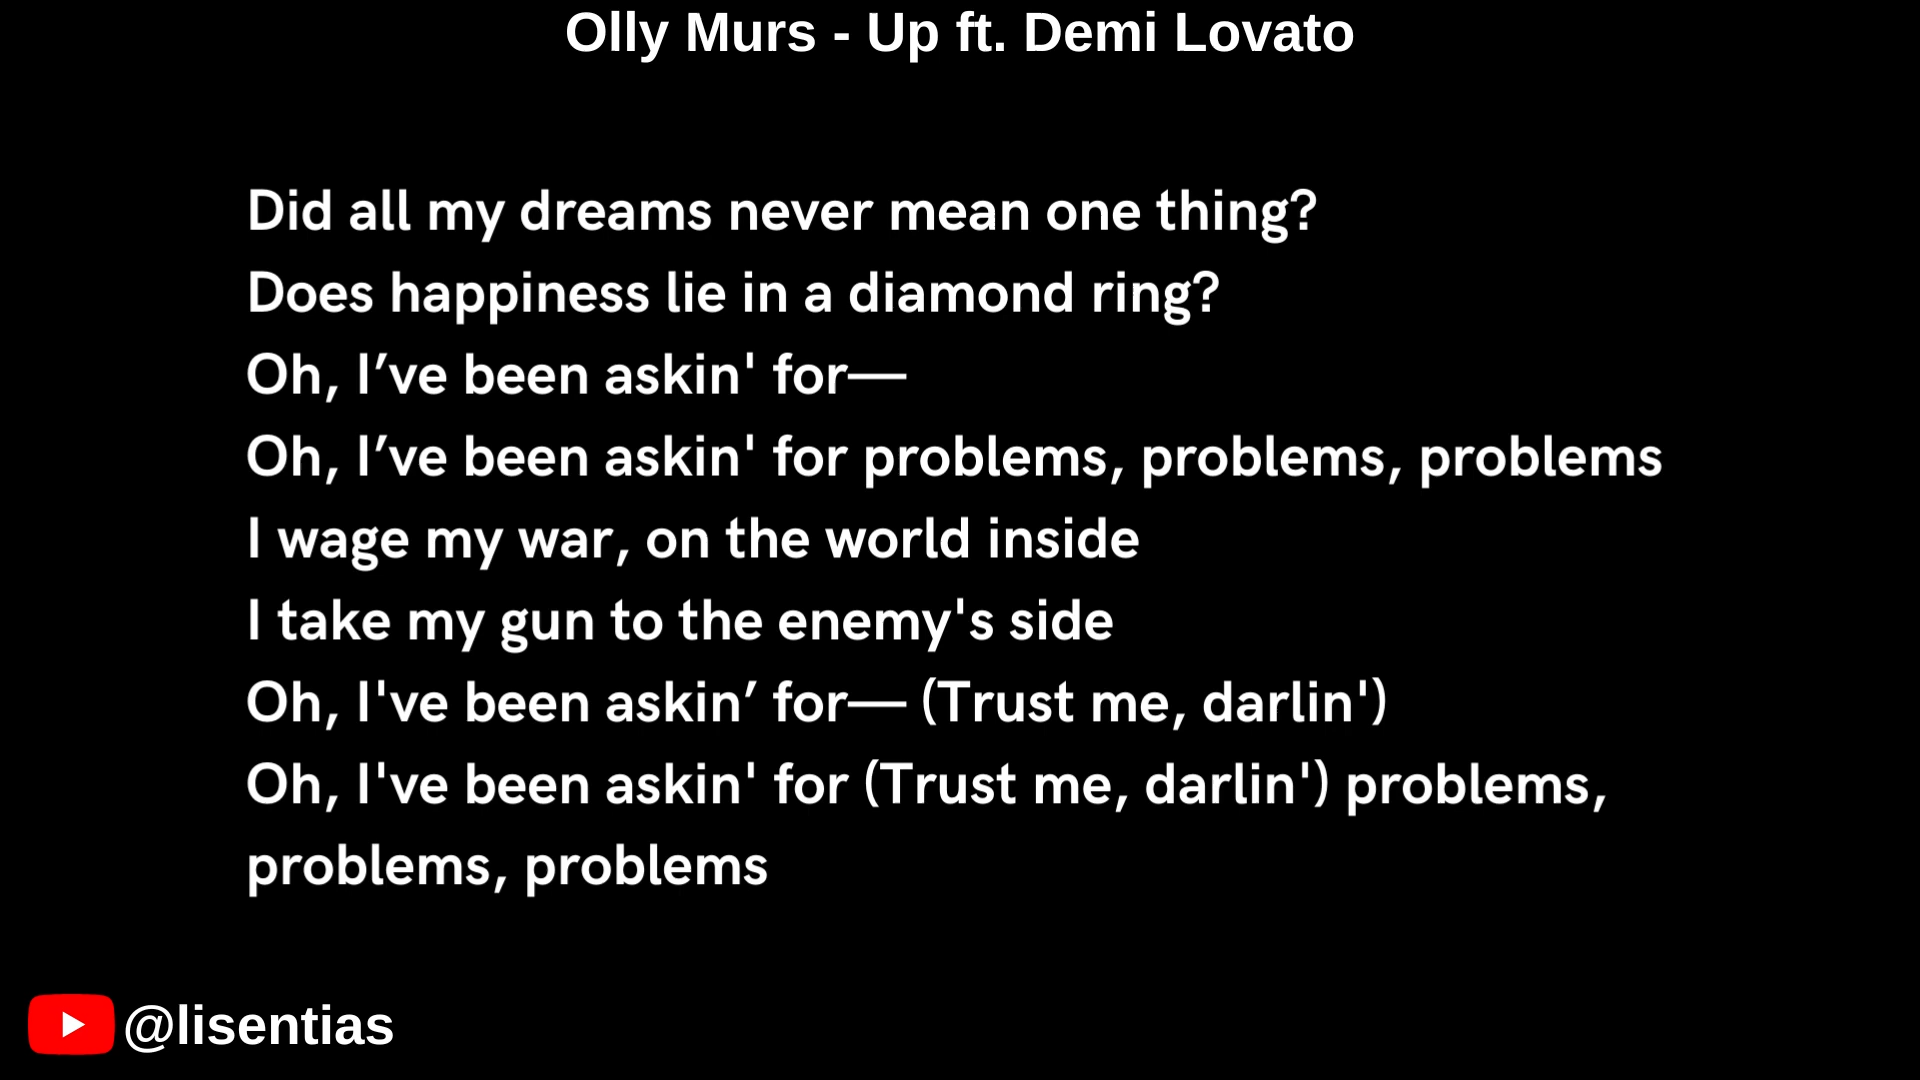 Olly Murs - Up ft. Demi Lovato
Did all my dreams never mean one thing?
Does happiness lie in a diamond ring?
Oh, I’ve been askin' for—
Oh, I’ve been askin' for problems, problems, problems
I wage my war, on the world inside
I take my gun to the enemy's side
Oh, I've been askin’ for— (Trust me, darlin')
Oh, I've been askin' for (Trust me, darlin') problems,
problems, problems
@lisentias